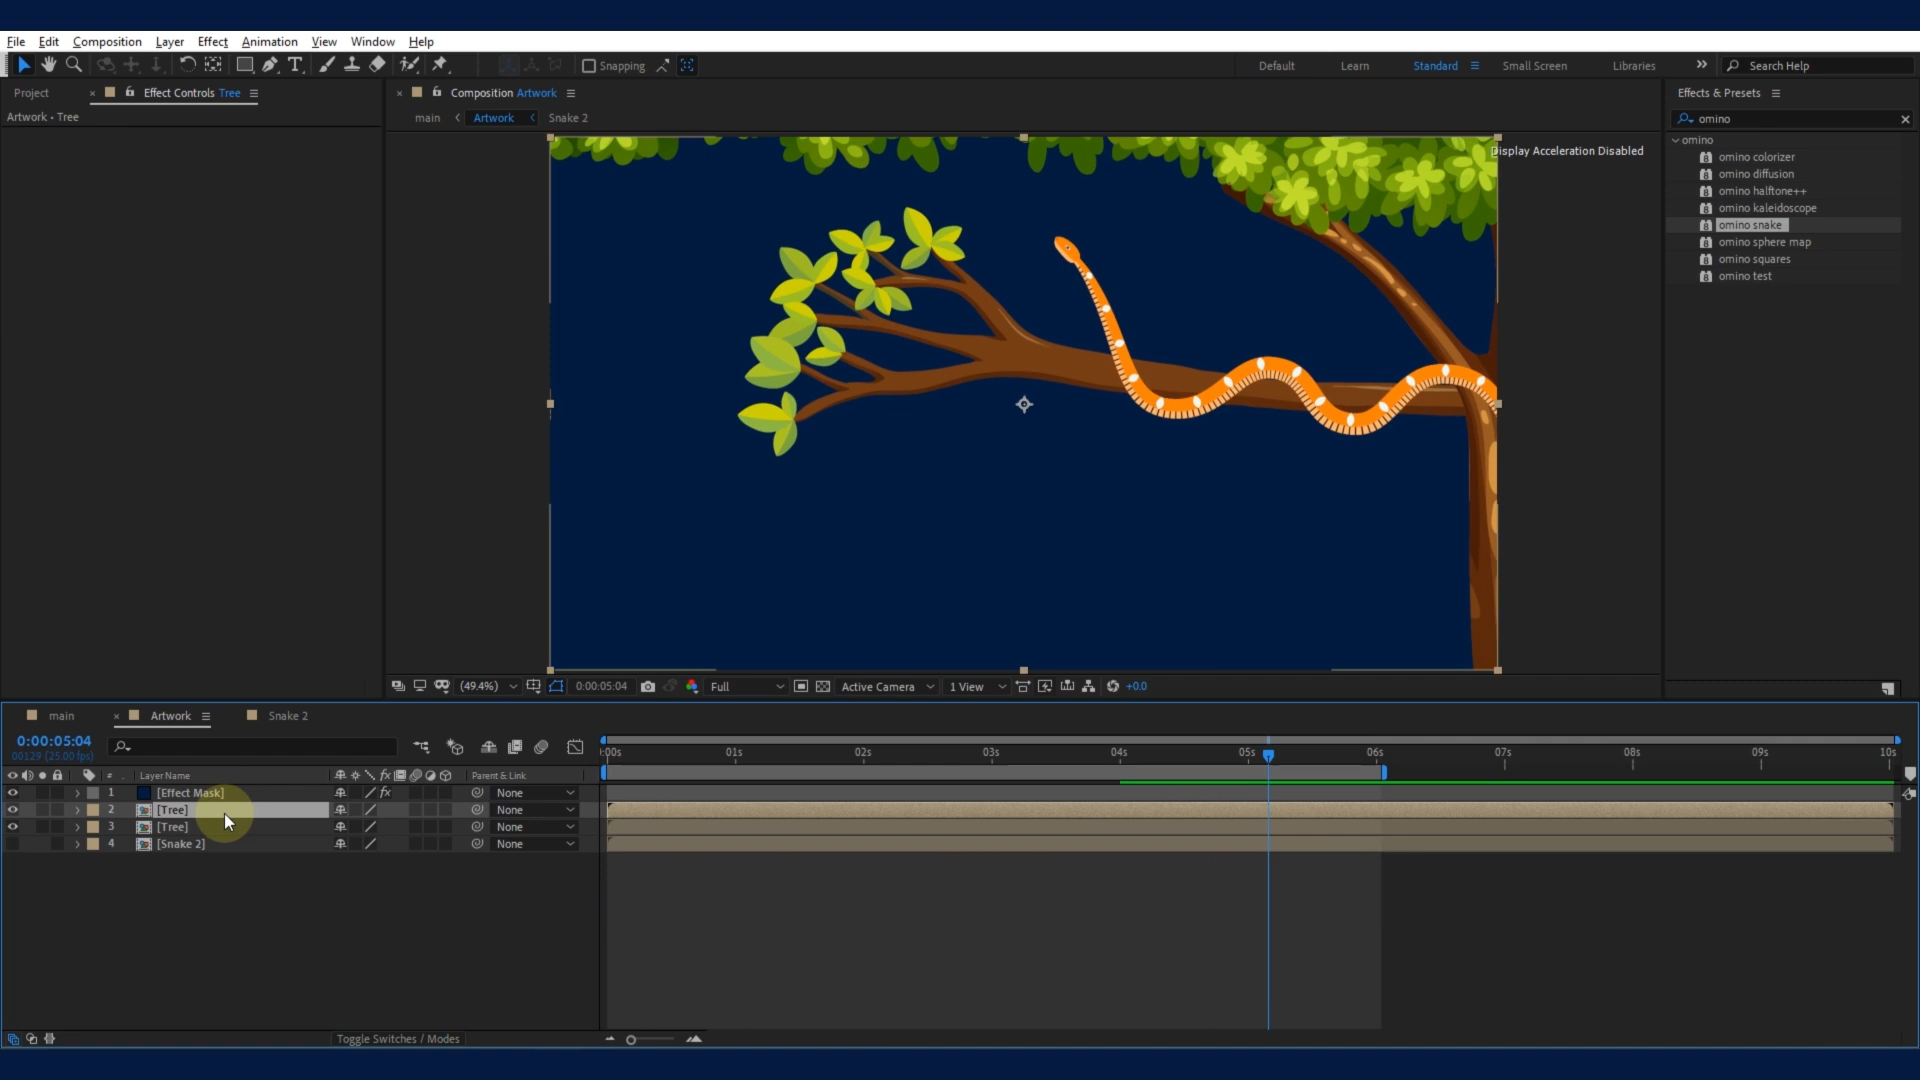 File Edit Composition Layer Effect Animation View Window Help
Snapping Default Learn Standard Small Screen Libraries » Search Help
Project × Effect Controls Tree × Composition Artwork Effects & Presets
Artwork • Tree main Artwork Snake 2 omino ×
omino
Display Acceleration Disabled
omino colorizer
omino diffusion
omino halftone++
omino kaleidoscope
omino snake
omino sphere map
omino squares
omino test
(49.4%) 0:00:05:04 Full Active Camera 1 View +0.0
main × Artwork Snake 2
0:00:05:04
00129 (25.00 fps)
:00s 01s 02s 03s 04s 05s 06s 07s 08s 09s 10s
# . Layer Name fx Parent & Link
1 [Effect Mask] fx None
2 [Tree] None
3 [Tree] None
4 [Snake 2] None
Toggle Switches / Modes